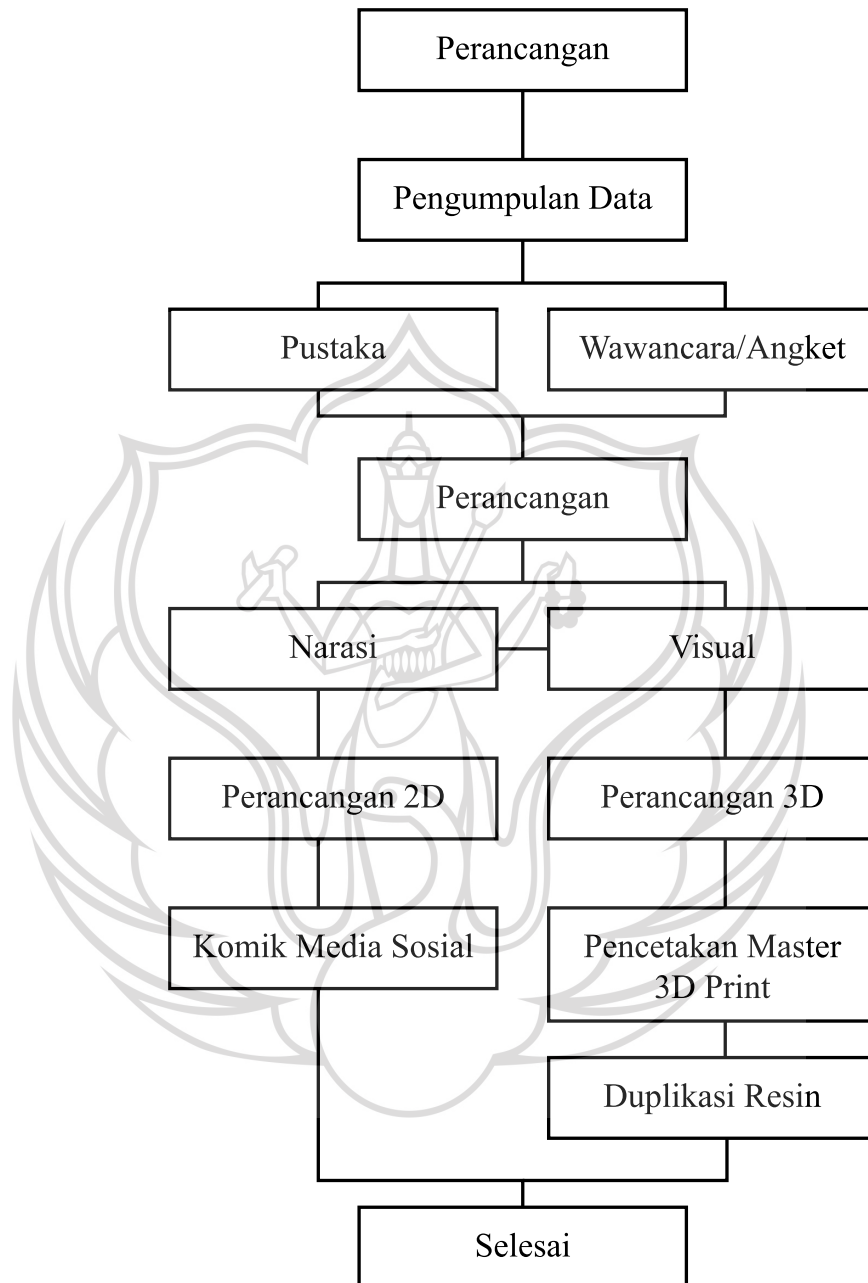 Perancangan
Pengumpulan Data
Pustaka
Wawancara/Angket
Perancangan
Narasi
Visual
Perancangan 2D
Perancangan 3D
Komik Media Sosial
Pencetakan Master
3D Print
Duplikasi Resin
Selesai